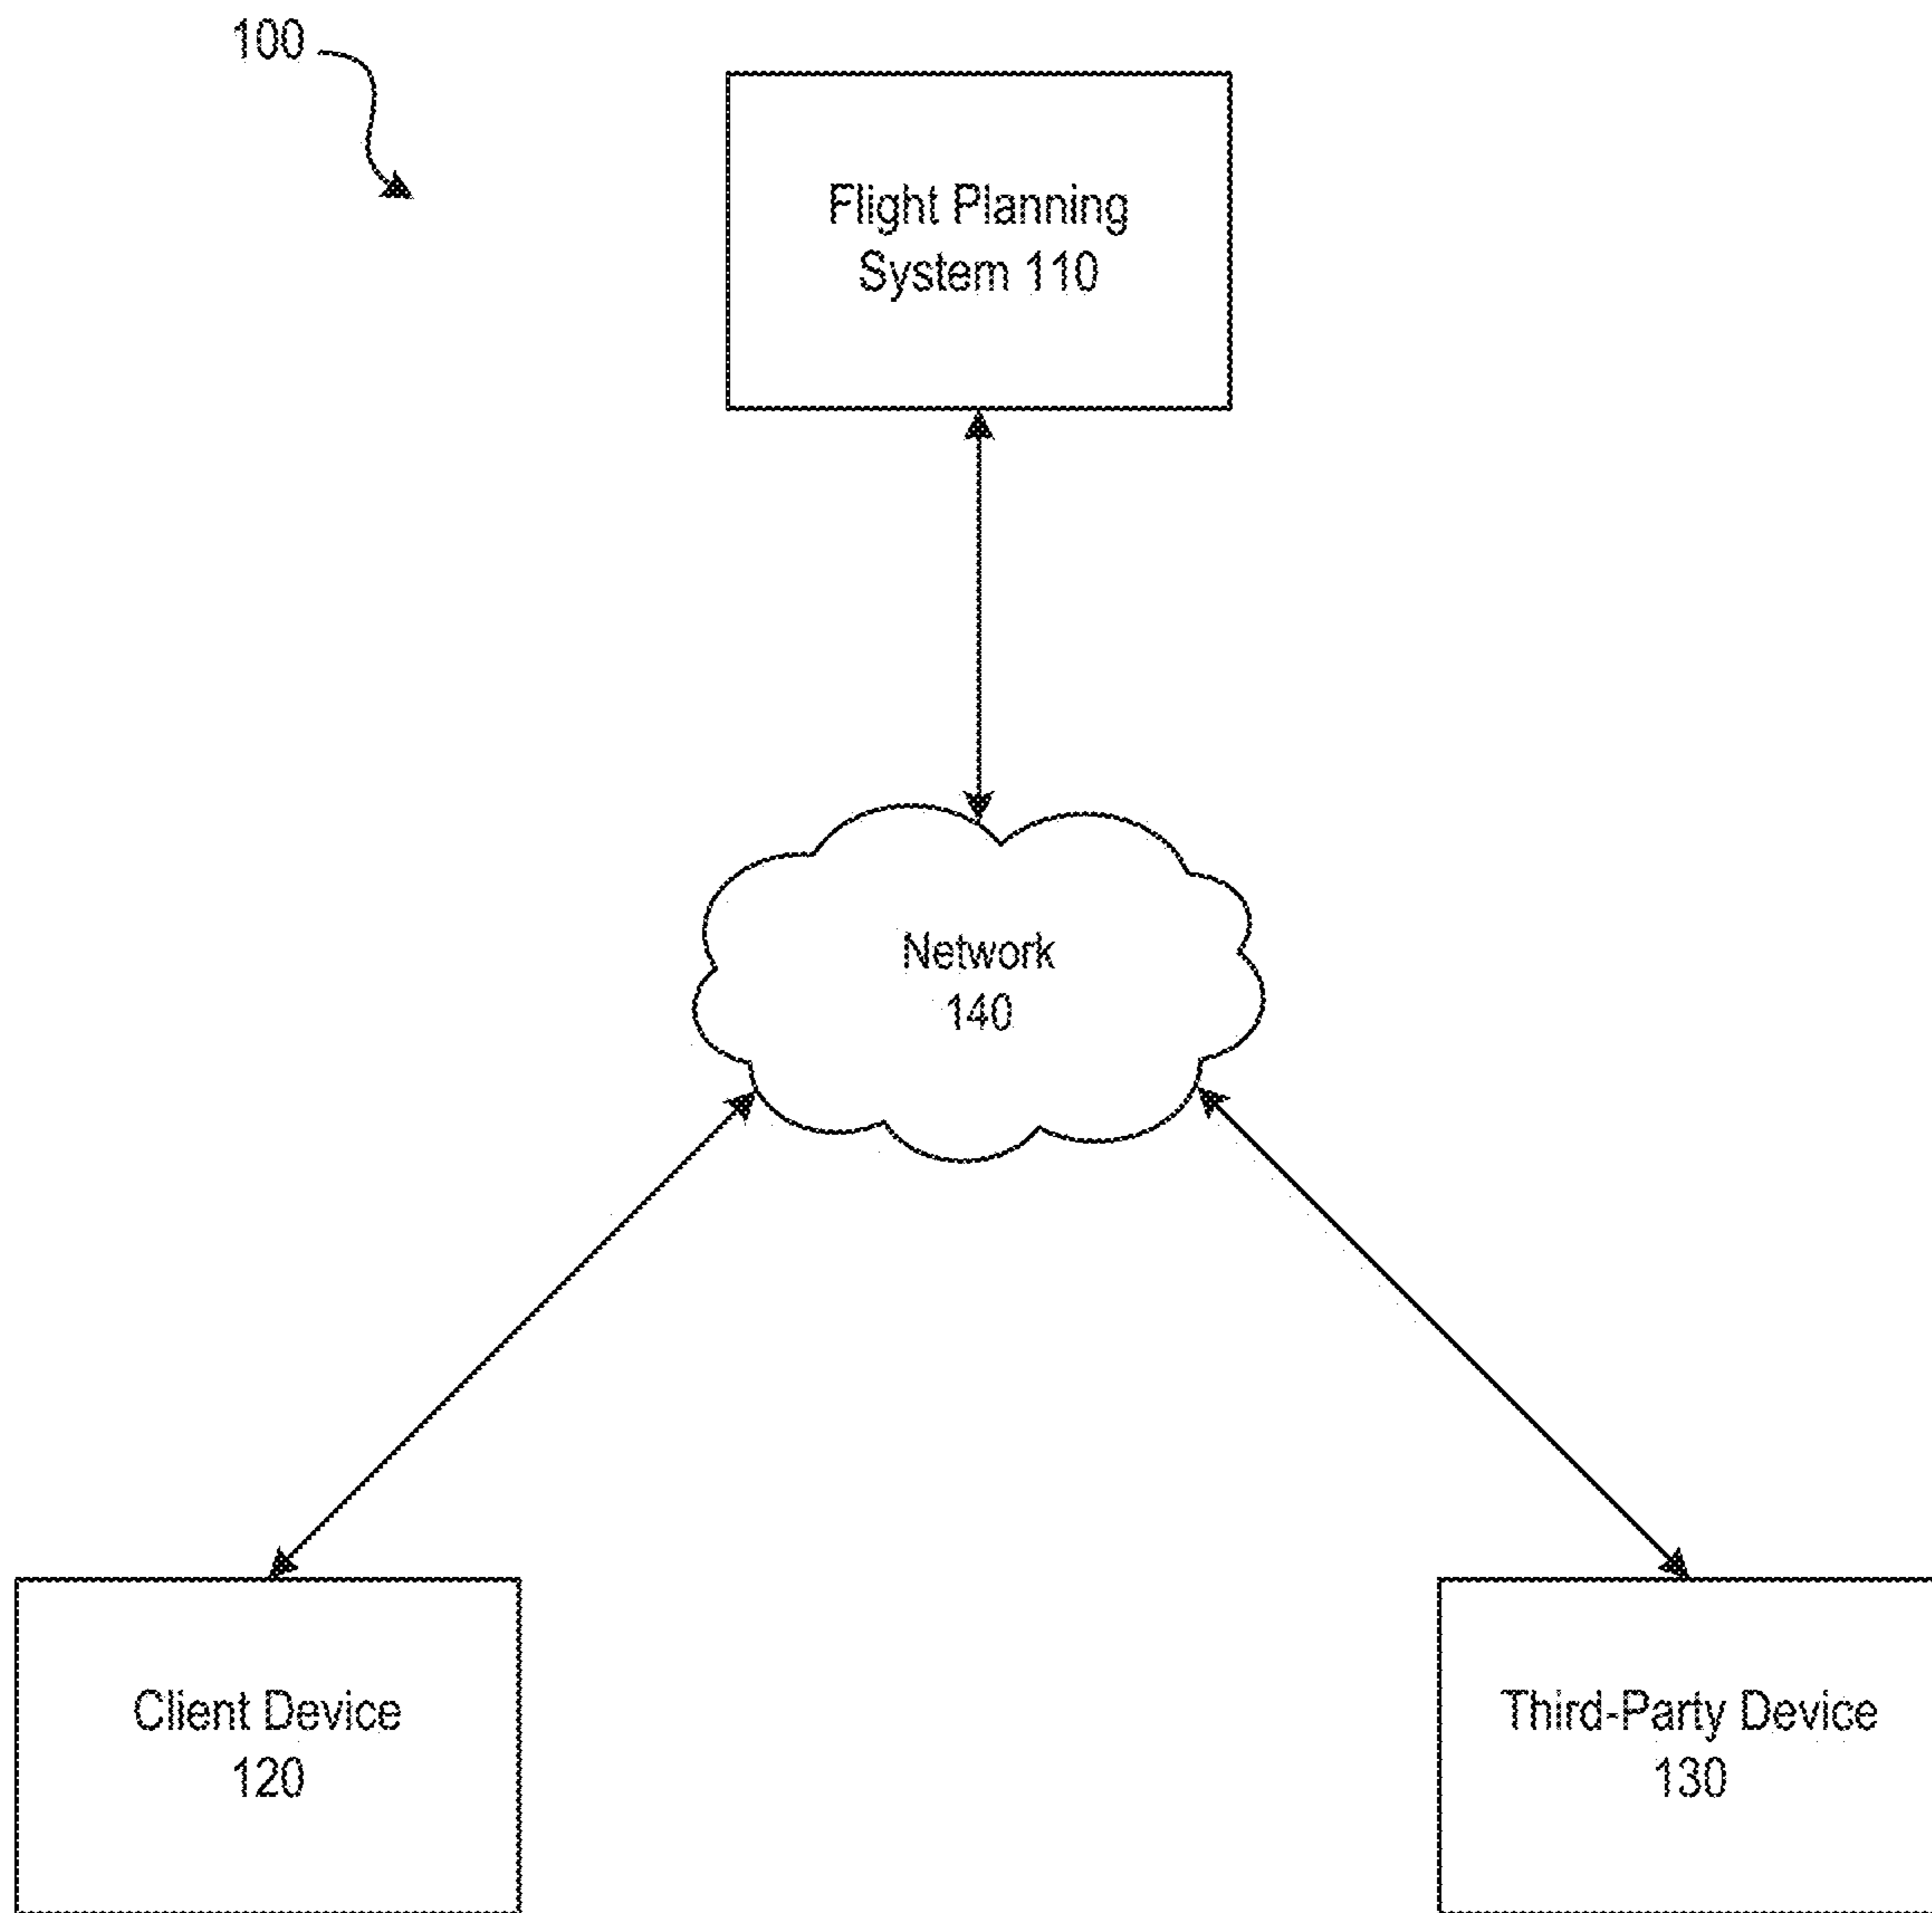 100
Flight Planning
System 110
Network
140
Client Device
120
Third-Party Device
130